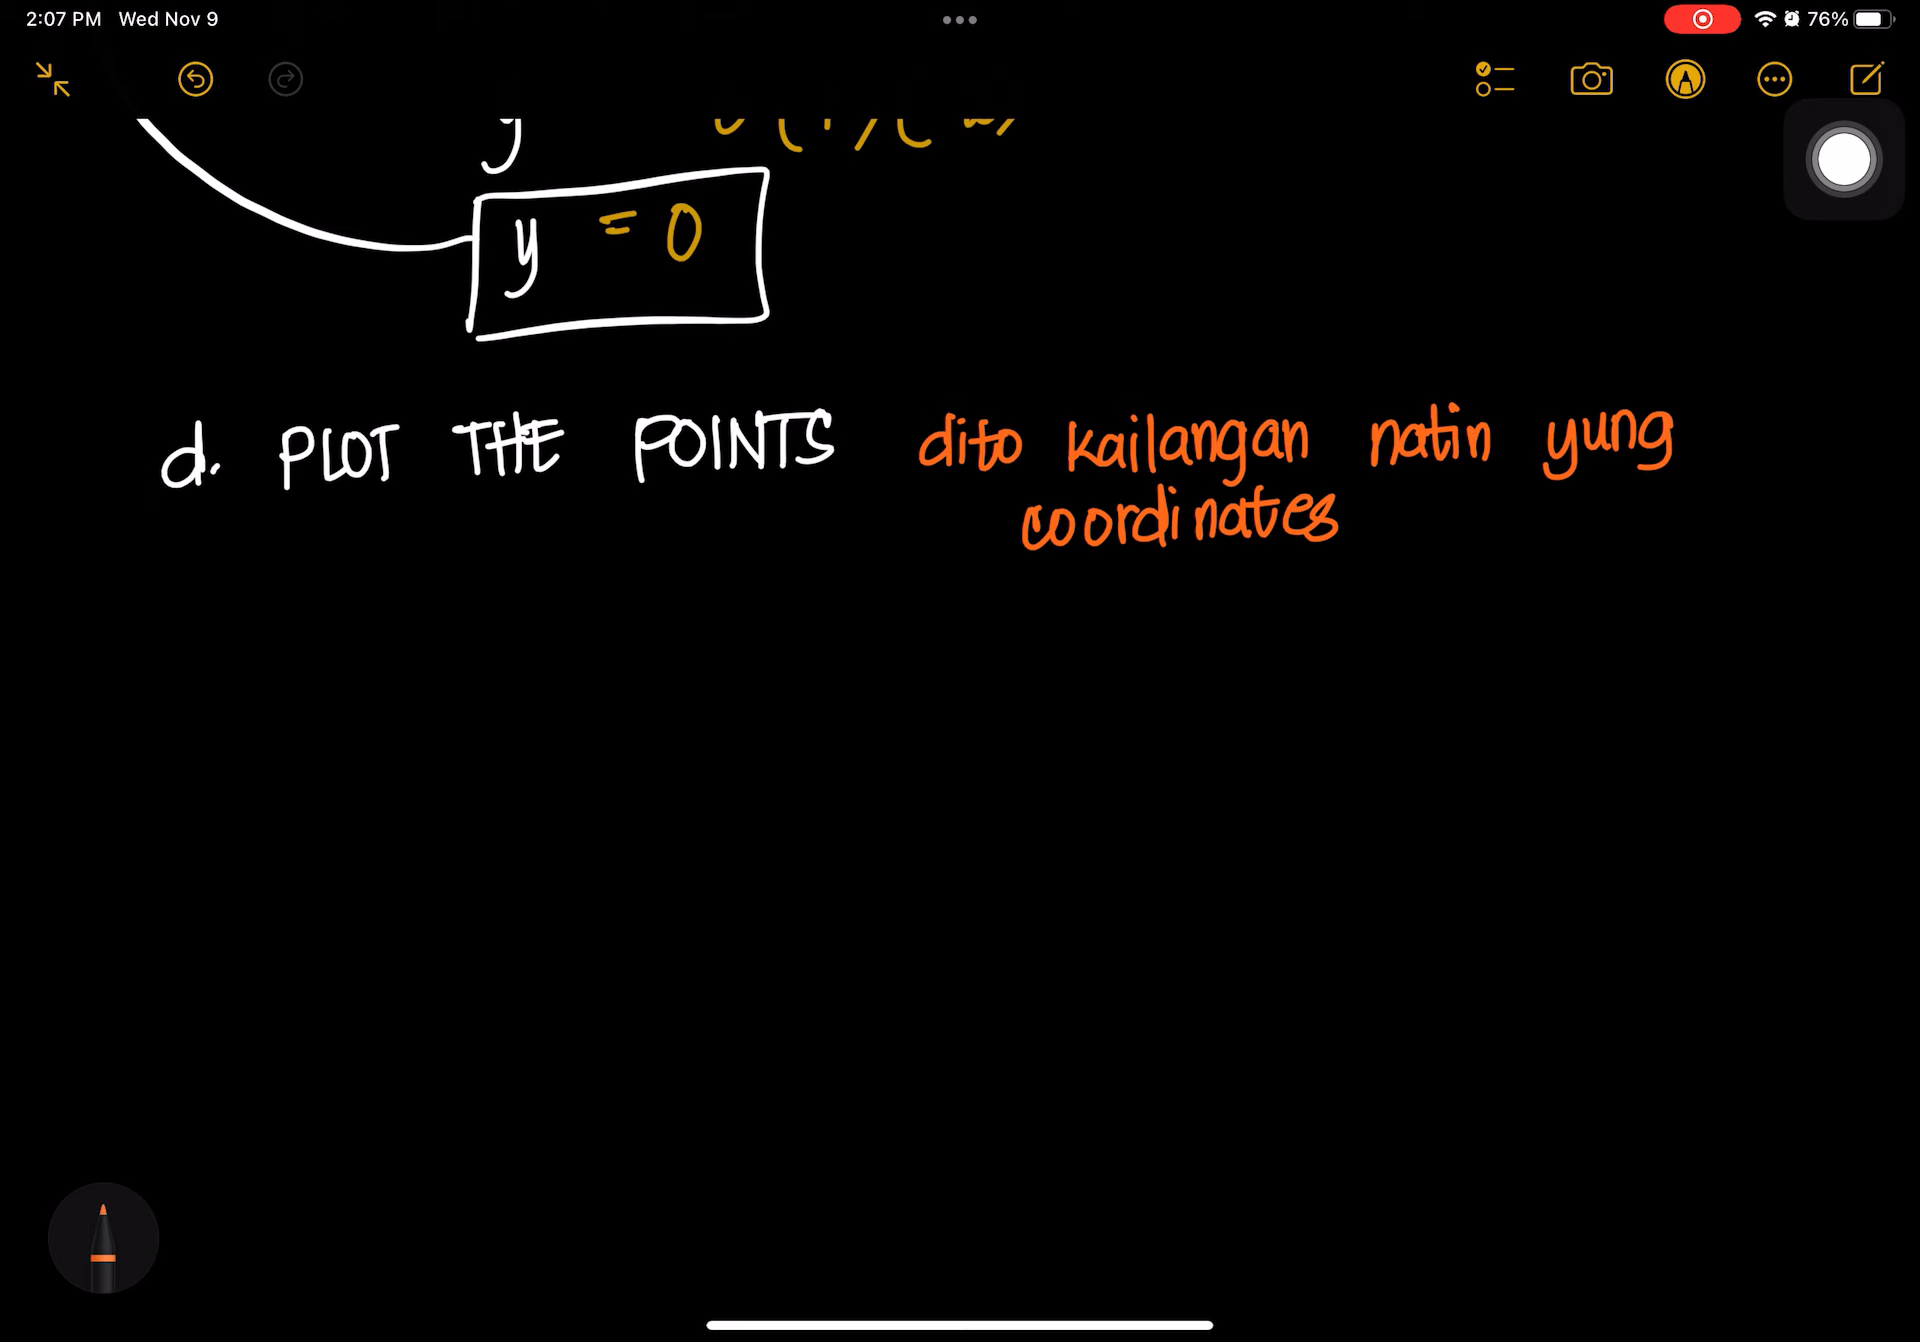 2:07 PM Wed Nov 9
76%
y = 0
d. PLOT THE POINTS dito kailangan natin yung
coordinates